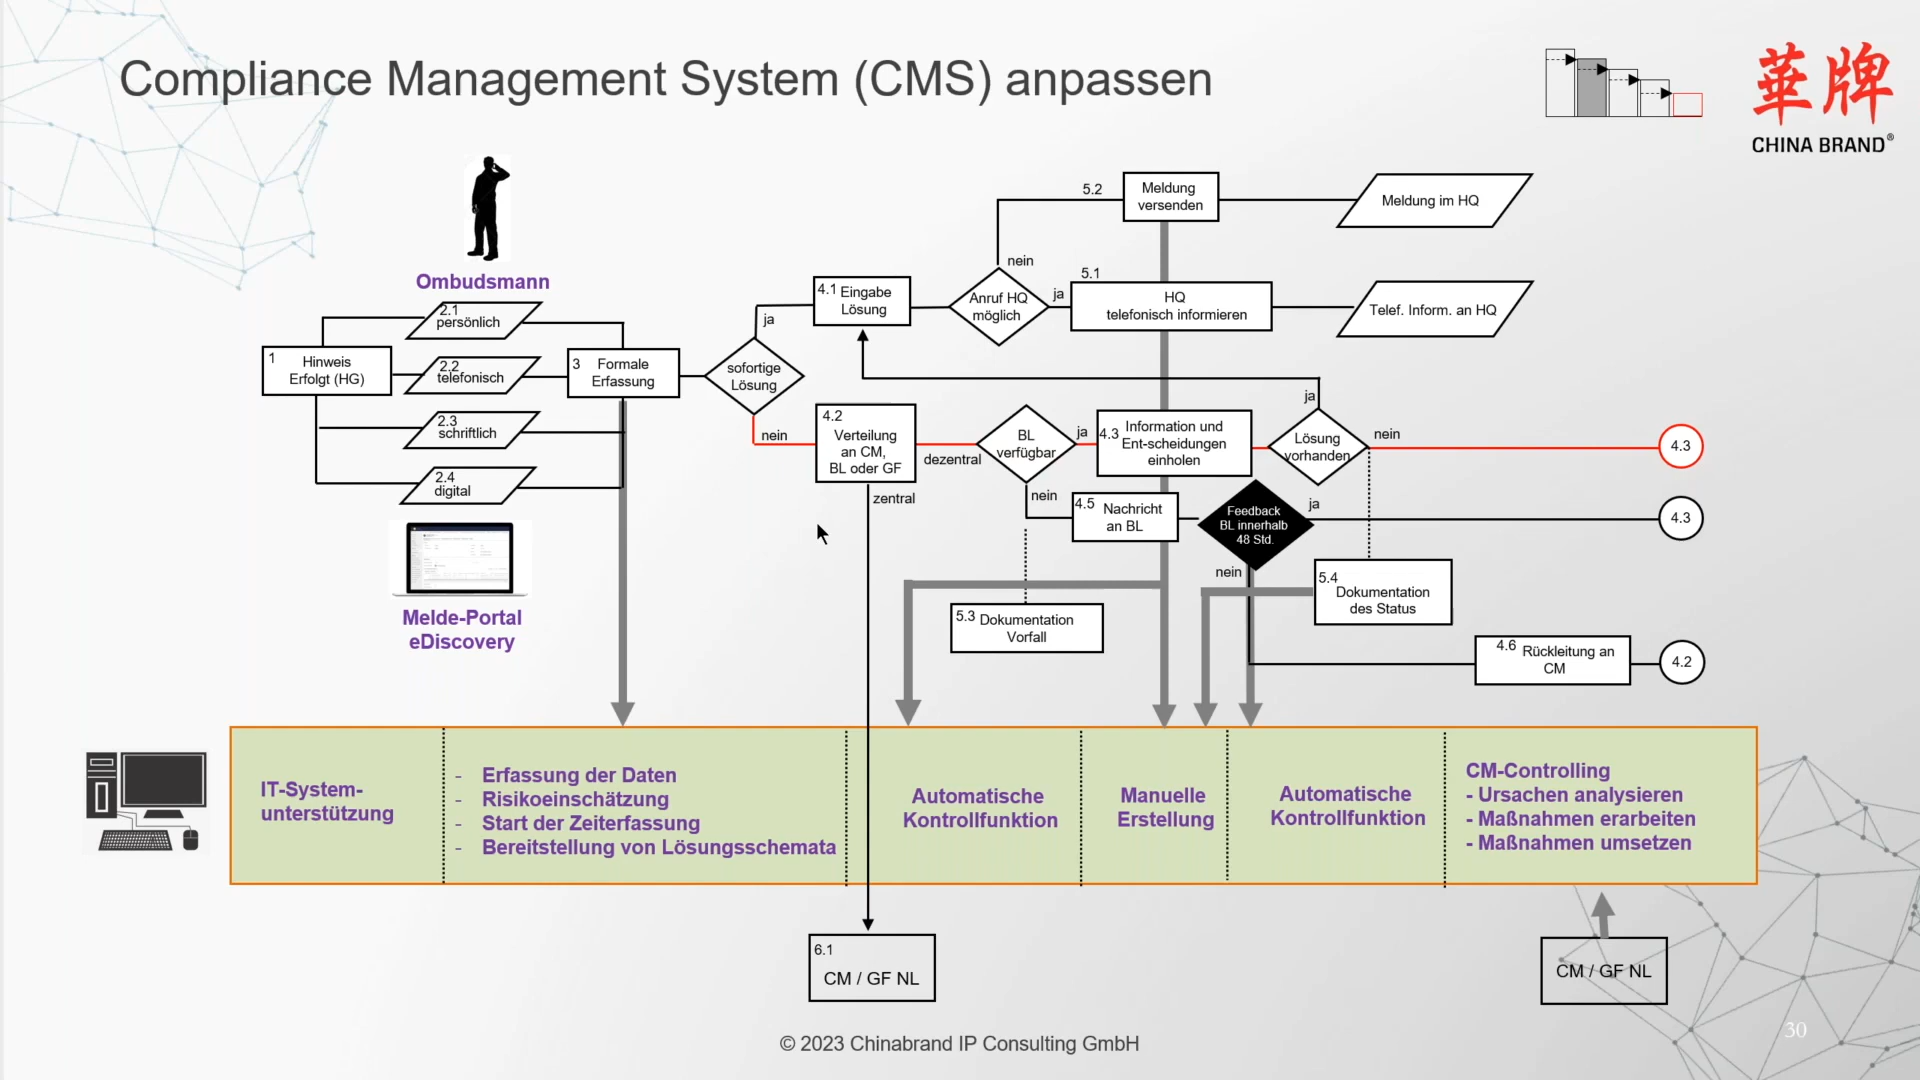 Compliance Management System (CMS) anpassen
華牌
CHINA BRAND®
Ombudsmann
1
Hinweis
Erfolgt (HG)
2.1
persönlich
2.2
telefonisch
2.3
schriftlich
2.4
digital
Melde-Portal
eDiscovery
3
Formale
Erfassung
sofortige
Lösung
ja
nein
4.1
Eingabe
Lösung
Anruf HQ
möglich
nein
ja
5.2
Meldung
versenden
Meldung im HQ
5.1
HQ
telefonisch informieren
Telef. Inform. an HQ
4.2
Verteilung
an CM,
BL oder GF
dezentral
zentral
BL
verfügbar
ja
nein
4.3
Information und
Ent-scheidungen
einholen
Lösung
vorhanden
ja
nein
4.3
4.5
Nachricht
an BL
Feedback
BL innerhalb
48 Std.
ja
4.3
nein
5.3
Dokumentation
Vorfall
5.4
Dokumentation
des Status
4.6
Rückleitung an
CM
4.2
IT-System-
unterstützung
- Erfassung der Daten
- Risikoeinschätzung
- Start der Zeiterfassung
- Bereitstellung von Lösungsschemata
Automatische
Kontrollfunktion
Manuelle
Erstellung
Automatische
Kontrollfunktion
CM-Controlling
- Ursachen analysieren
- Maßnahmen erarbeiten
- Maßnahmen umsetzen
6.1
CM / GF NL
CM / GF NL
© 2023 Chinabrand IP Consulting GmbH
30